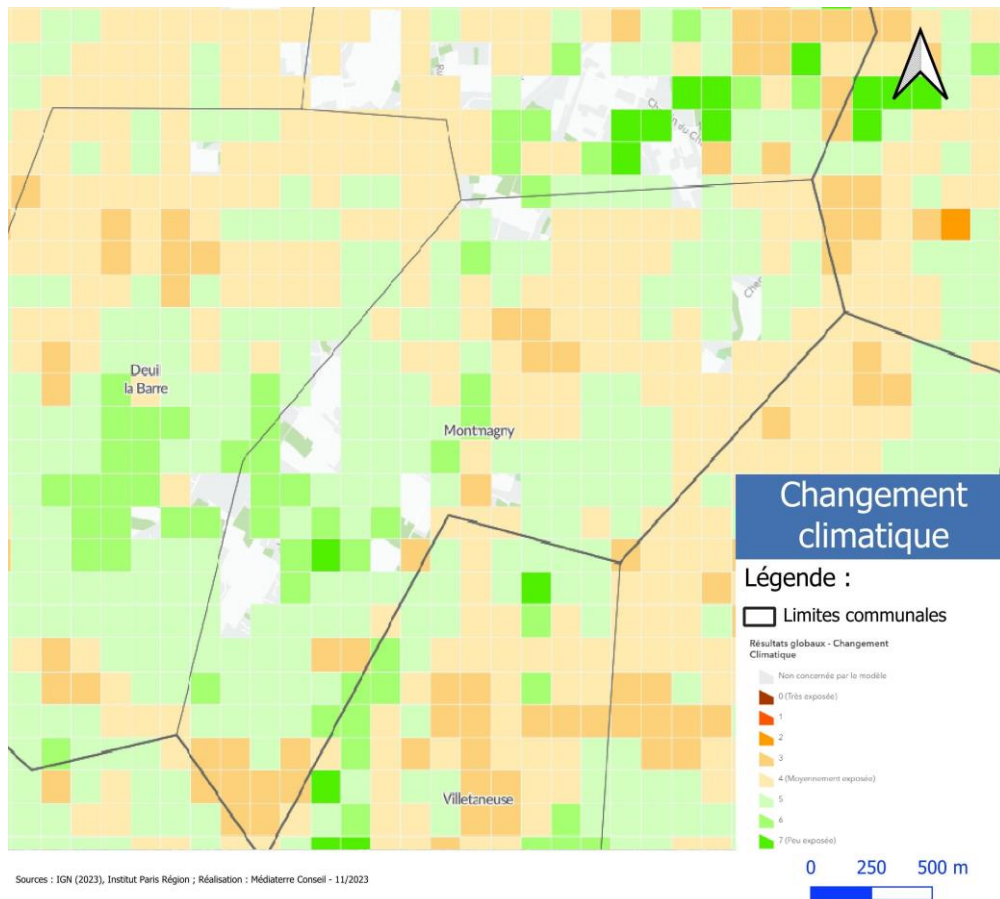 Deuil
la Barre
Montmagny
Villetaneuse
Changement
climatique
Légende :
Limites communales
Résultats globaux - Changement
Climatique
Non concernée par le modèle
0 (Très exposée)
1
2
3
4 (Moyennement exposée)
5
6
7 (Peu exposée)
0 250 500 m
Sources : IGN (2023), Institut Paris Région ; Réalisation : Médiaterre Conseil - 11/2023